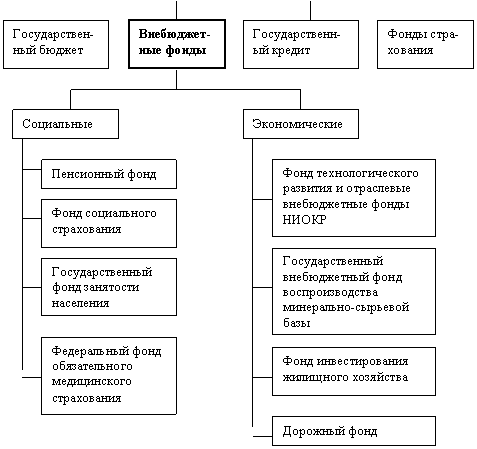 Государствен-
ный бюджет
Внебюджет-
ные фонды
Государственн-
ый кредит
Фонды стра-
хования
Социальные
Экономические
Пенсионный фонд
Фонд социального
страхования
Государственный
фонд занятости
населения
Федеральный фонд
обязательного
медицинского
страхования
Фонд технологического
развития и отраслевые
внебюджетные фонды
НИОКР
Государственный
внебюджетный фонд
воспроизводства
минерально-сырьевой
базы
Фонд инвестирования
жилищного хозяйства
Дорожный фонд